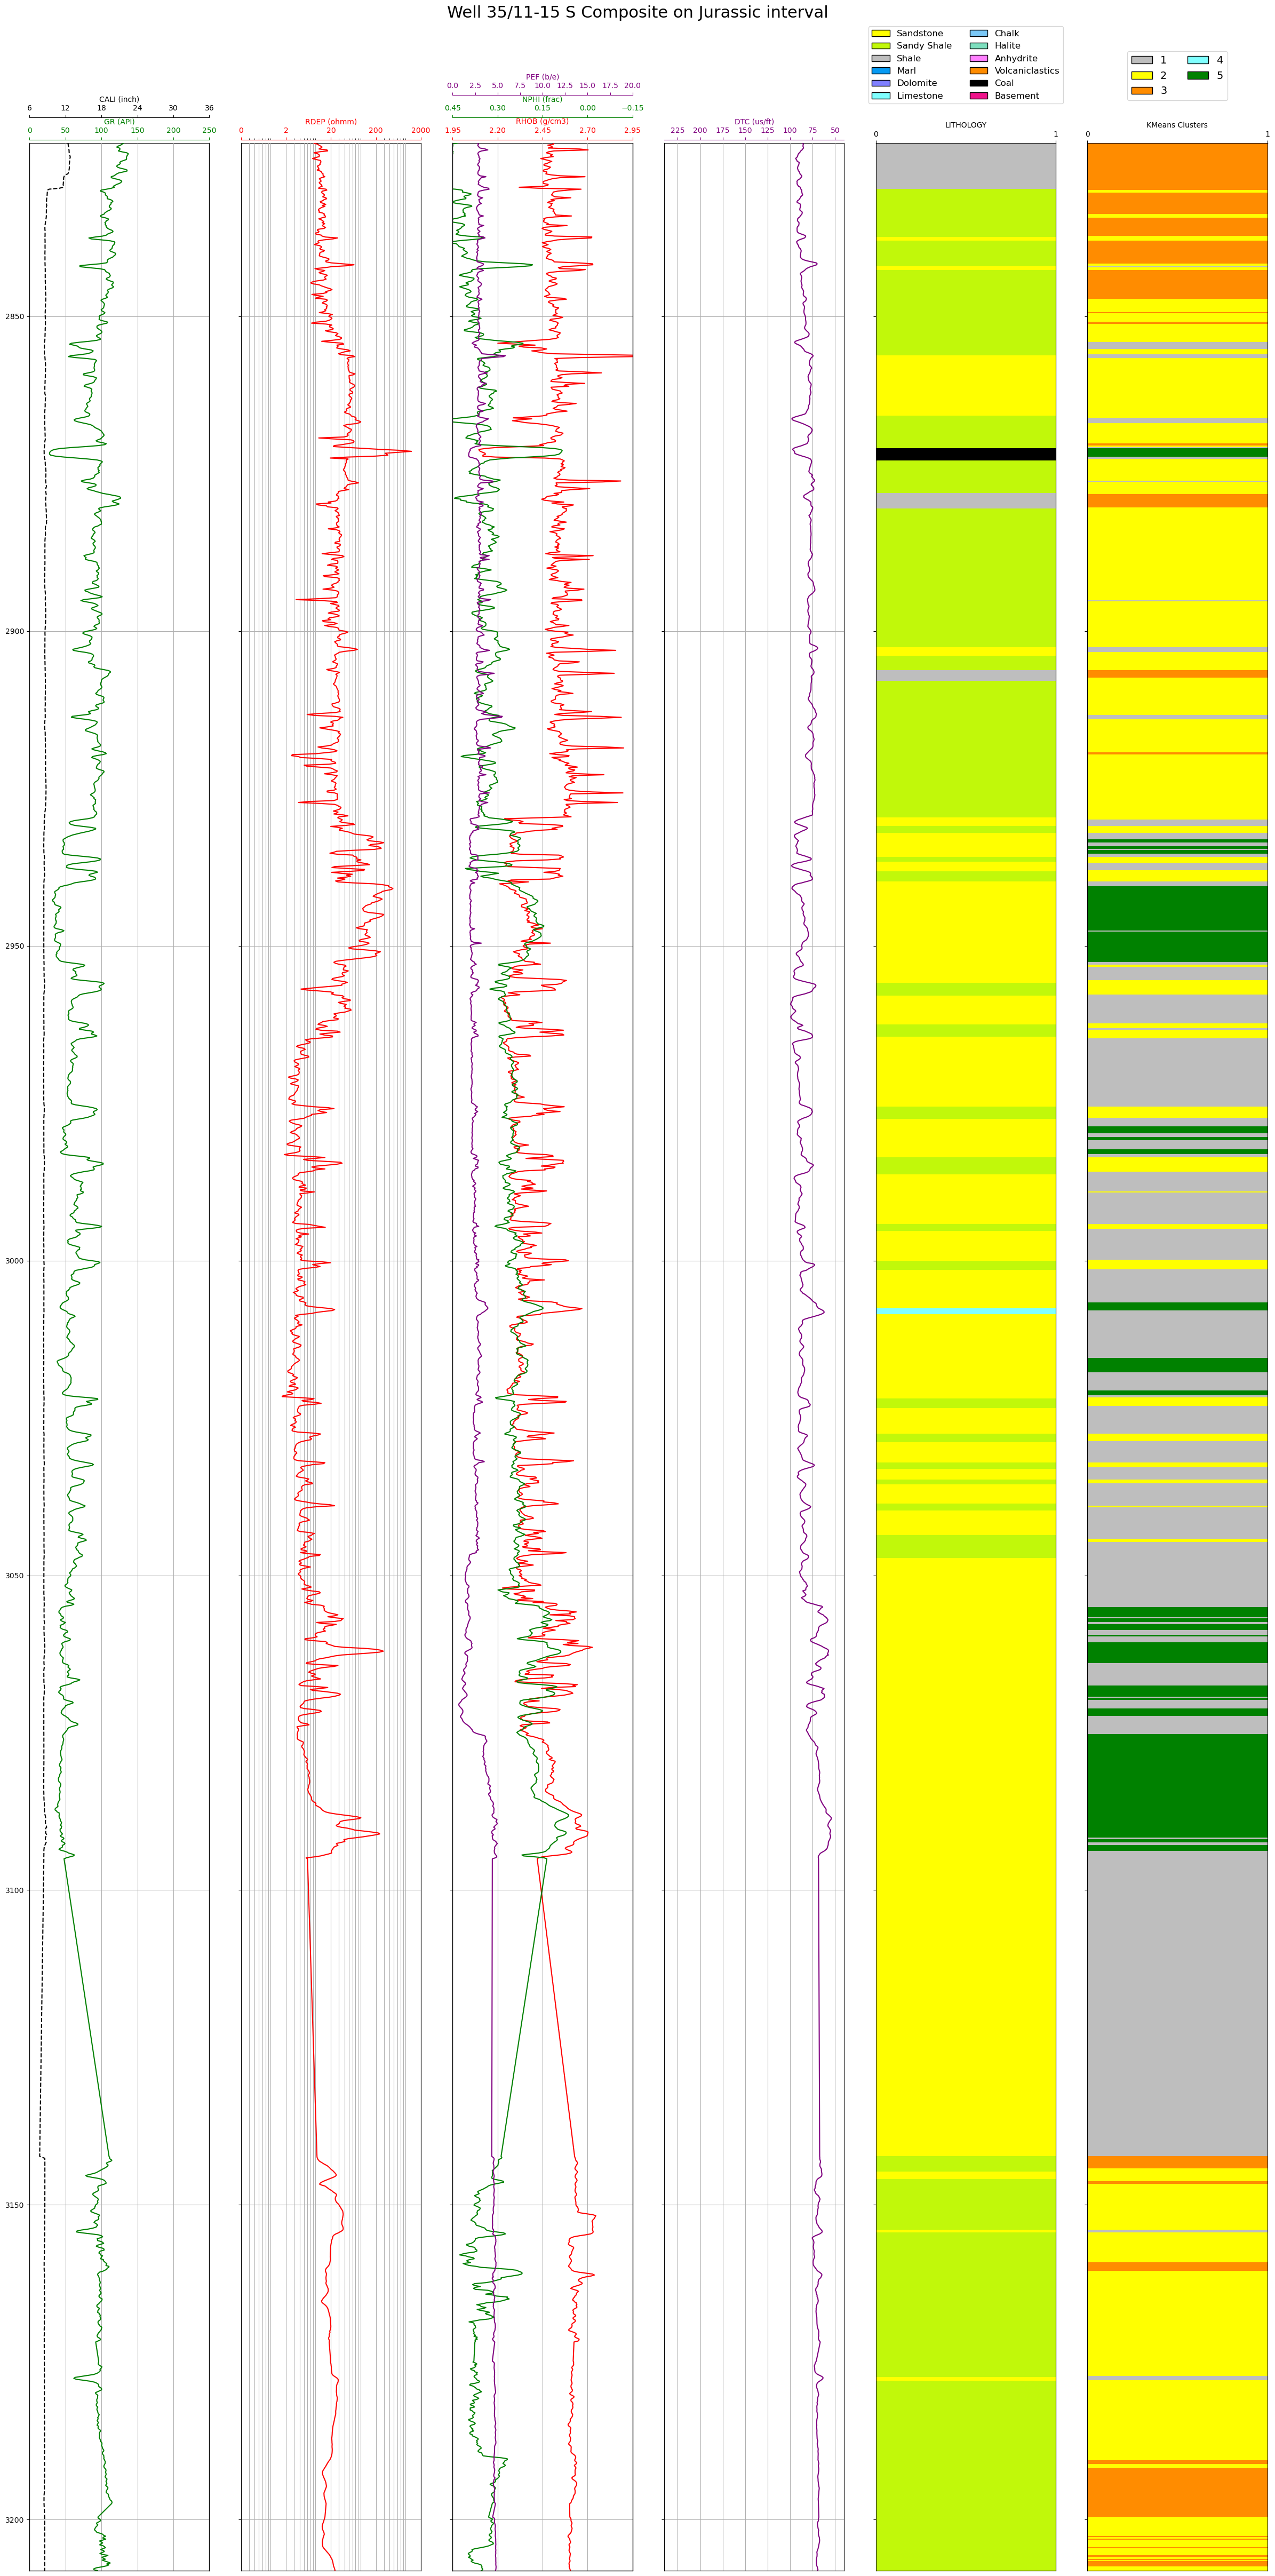 Well 35/11-15 S Composite on Jurassic interval
Sandstone Chalk
Sandy Shale Halite
Shale Anhydrite
Marl Volcaniclastics
Dolomite Coal
Limestone Basement
1 4
2 5
3
PEF (b/e)
0.0 2.5 5.0 7.5 10.0 12.5 15.0 17.5 20.0
CALI (inch) NPHI (frac)
6 12 18 24 30 36 0.45 0.30 0.15 0.00 −0.15
GR (API) RDEP (ohmm) RHOB (g/cm3) DTC (us/ft) LITHOLOGY KMeans Clusters
0 50 100 150 200 250 0 2 20 200 2000 1.95 2.20 2.45 2.70 2.95 225 200 175 150 125 100 75 50 0 1 0 1
2850
2900
2950
3000
3050
3100
3150
3200